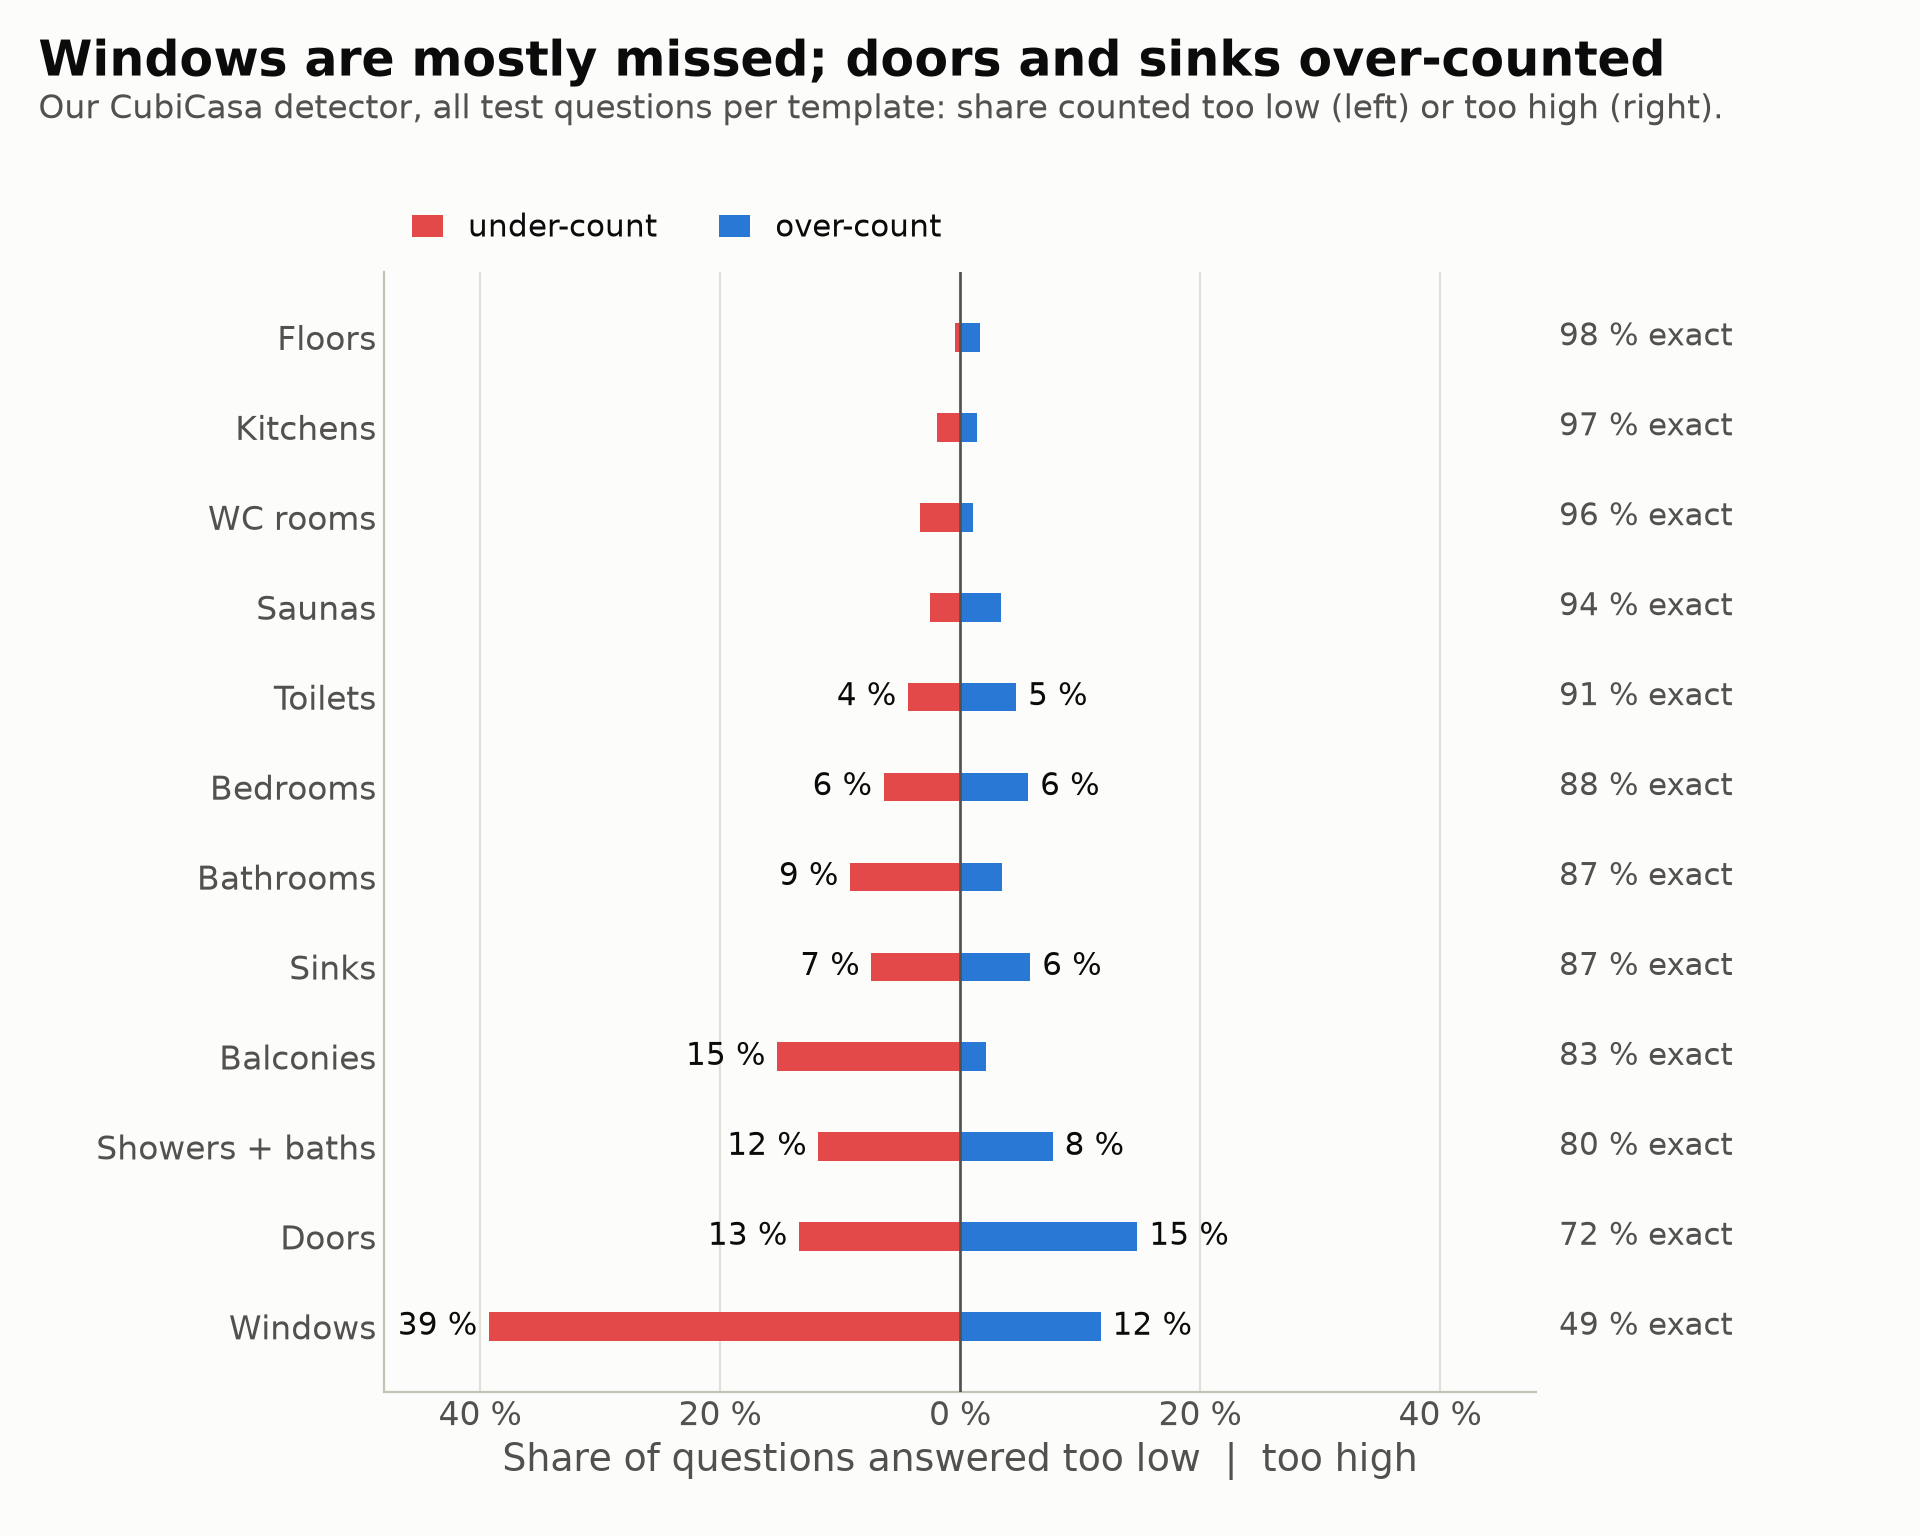 Windows are mostly missed; doors and sinks over-counted
Our CubiCasa detector, all test questions per template: share counted too low (left) or too high (right).
under-count over-count
Floors 98 % exact
Kitchens 97 % exact
WC rooms 96 % exact
Saunas 94 % exact
Toilets 4 % 5 % 91 % exact
Bedrooms 6 % 6 % 88 % exact
Bathrooms 9 % 87 % exact
Sinks 7 % 6 % 87 % exact
Balconies 15 % 83 % exact
Showers + baths 12 % 8 % 80 % exact
Doors 13 % 15 % 72 % exact
Windows 39 % 12 % 49 % exact
40 % 20 % 0 % 20 % 40 %
Share of questions answered too low | too high